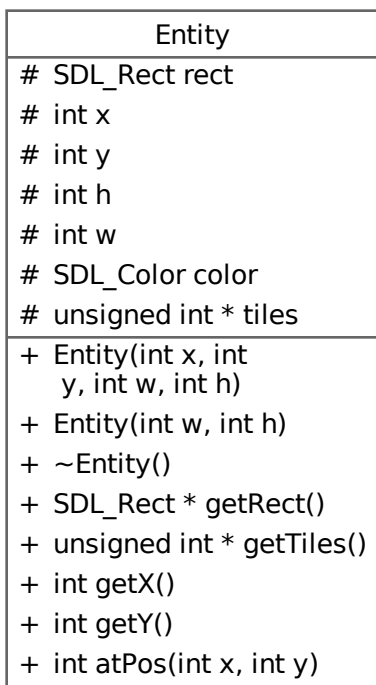 Entity
# SDL_Rect rect
# int x
# int y
# int h
# int w
# SDL_Color color
# unsigned int * tiles
+ Entity(int x, int
y, int w, int h)
+ Entity(int w, int h)
+ ~Entity()
+ SDL_Rect * getRect()
+ unsigned int * getTiles()
+ int getX()
+ int getY()
+ int atPos(int x, int y)